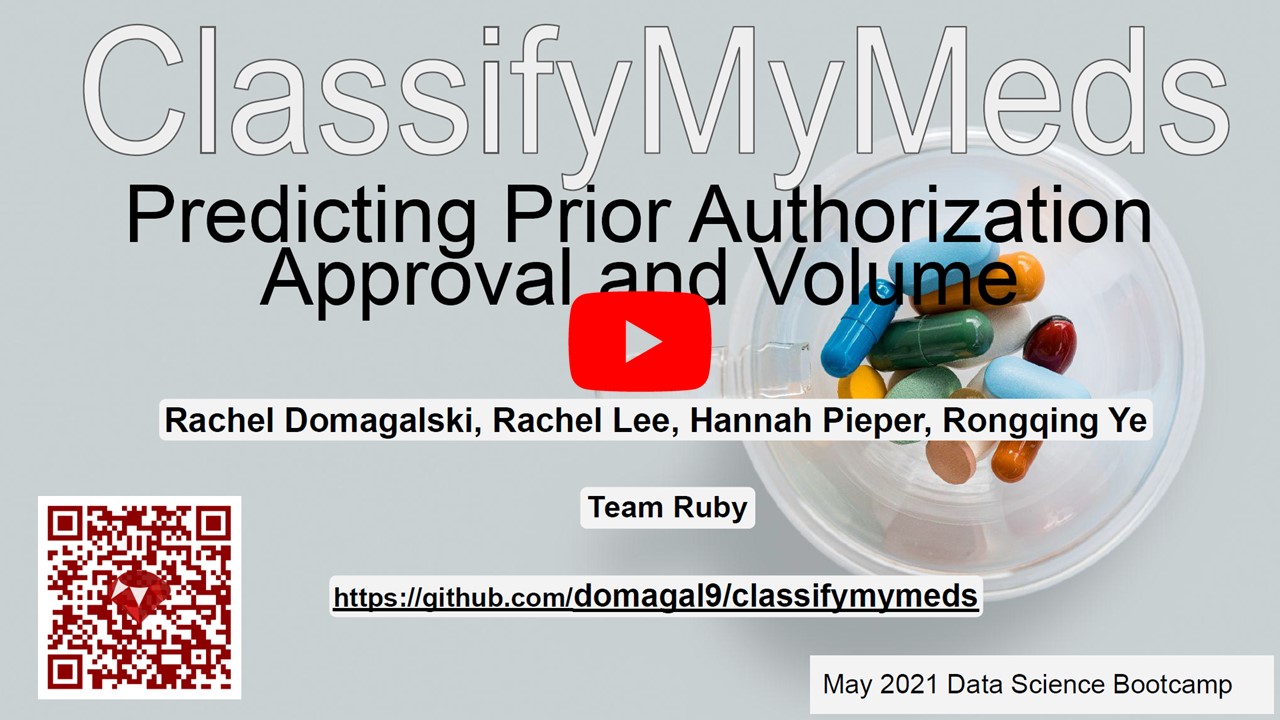 ClassifyMyMeds
Predicting Prior Authorization
Approval and Volume
Rachel Domagalski, Rachel Lee, Hannah Pieper, Rongqing Ye
Team Ruby
https://github.com/domagal9/classifymymeds
May 2021 Data Science Bootcamp